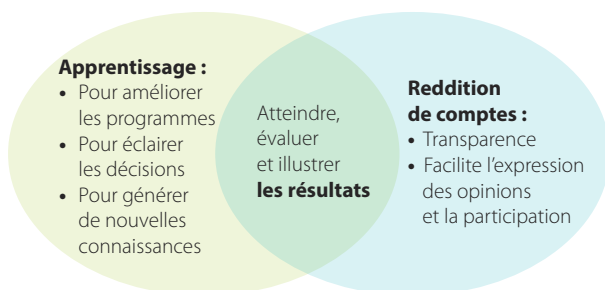 Apprentissage :
• Pour améliorer
les programmes
• Pour éclairer
les décisions
• Pour générer
de nouvelles
connaissances
Atteindre,
évaluer
et illustrer
les résultats
Reddition
de comptes :
• Transparence
• Facilite l’expression
des opinions
et la participation